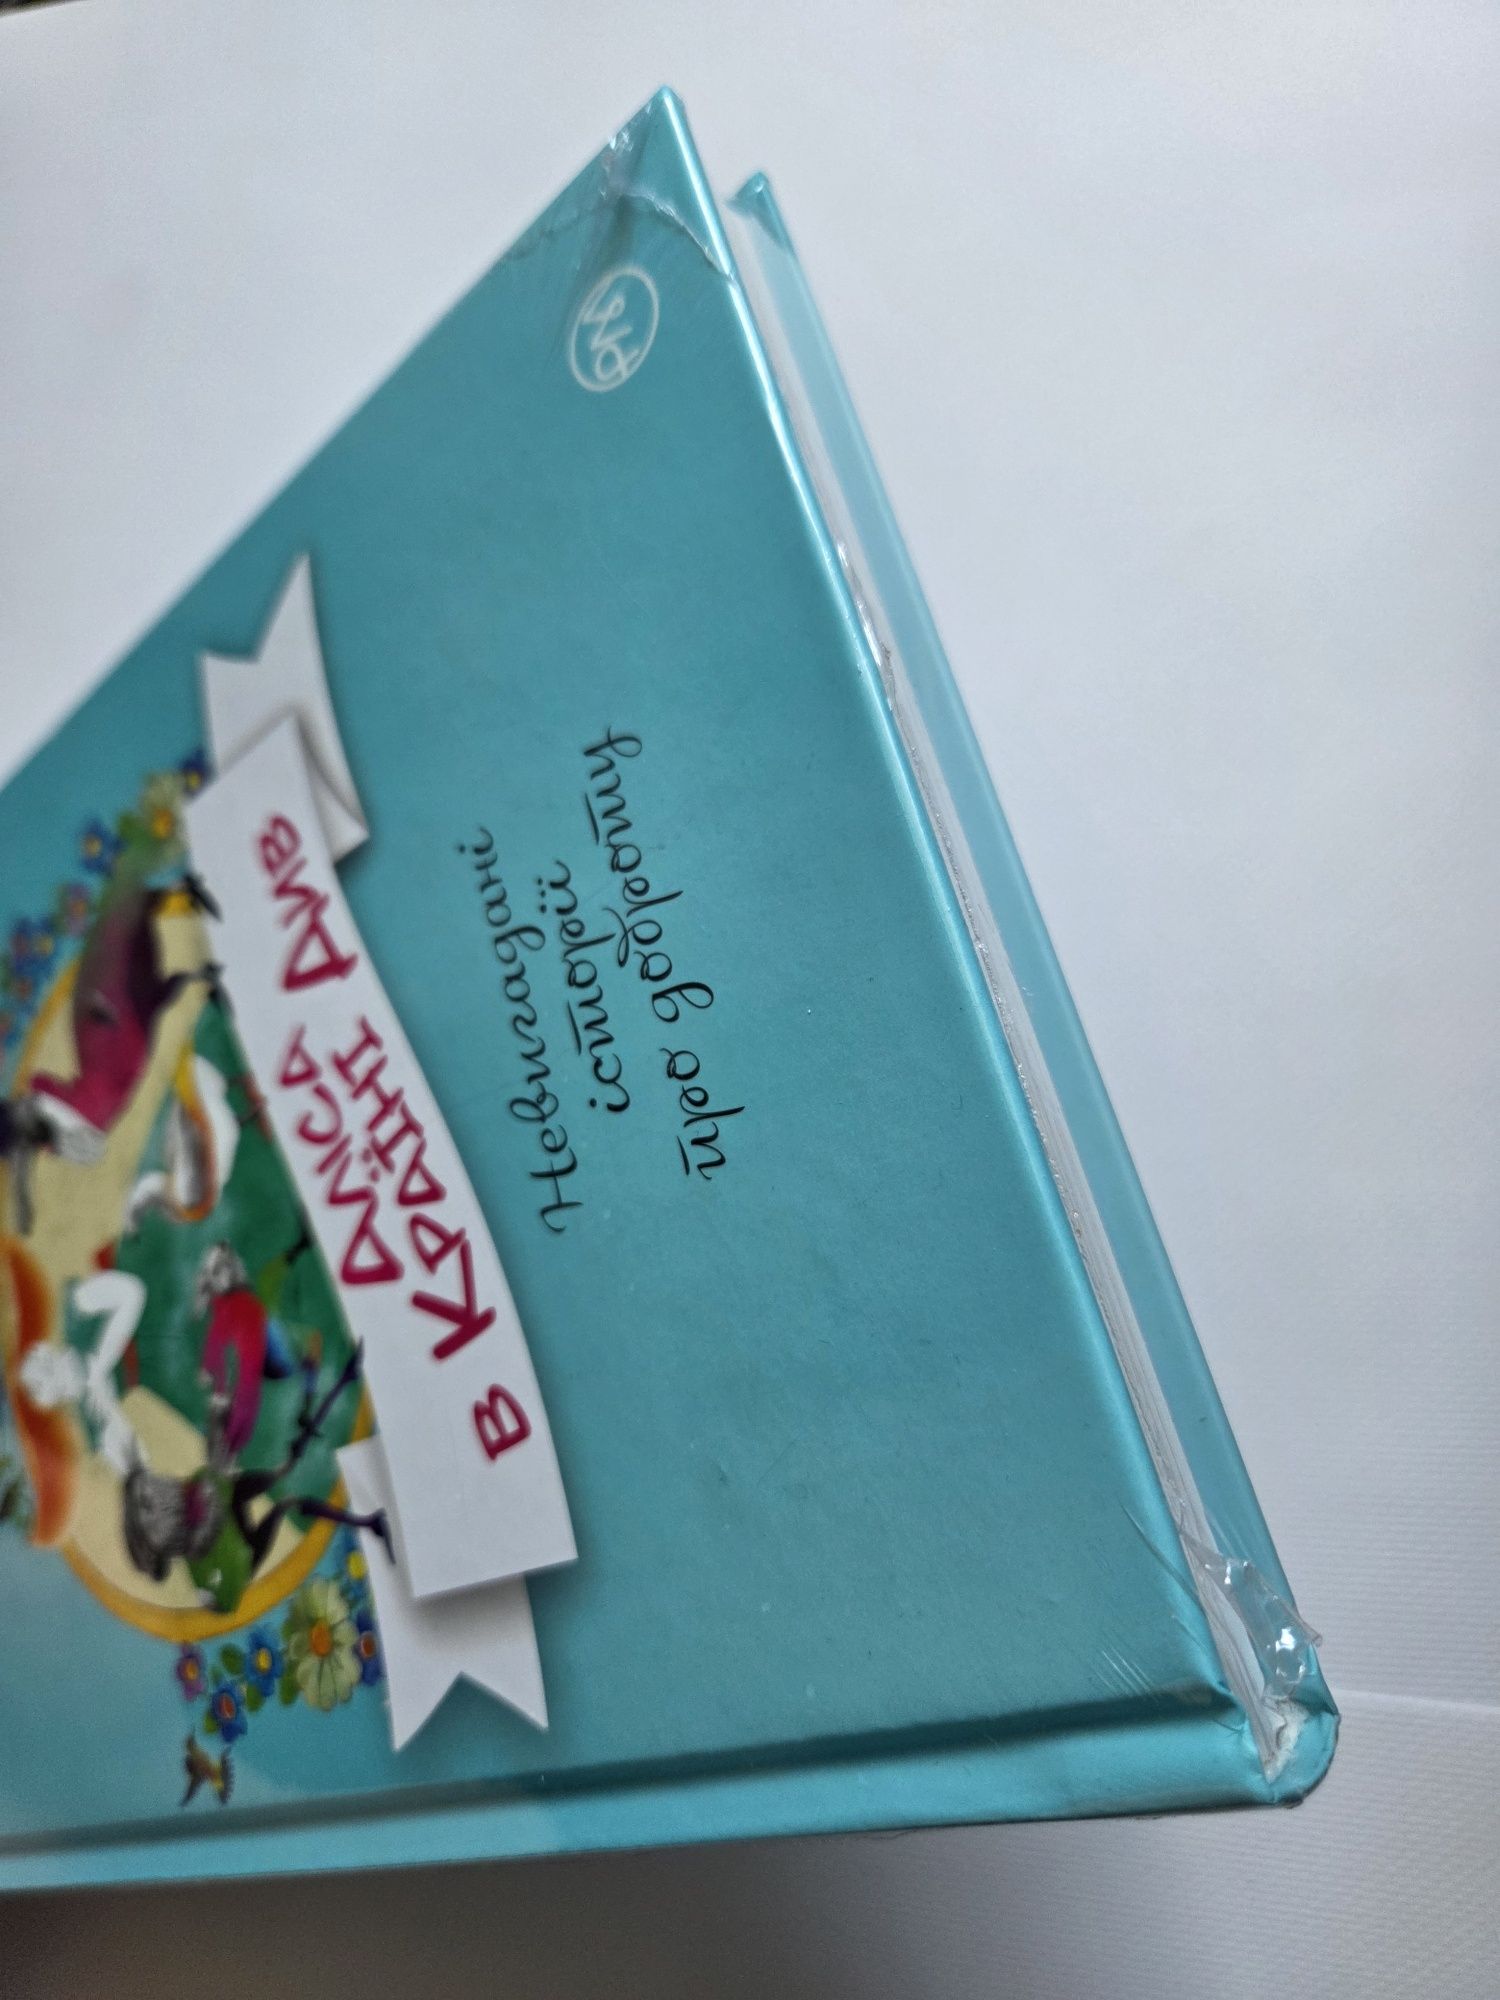 АЛІСА
В КРАЇНІ ДИВ
Невигадані
історії
про доброту